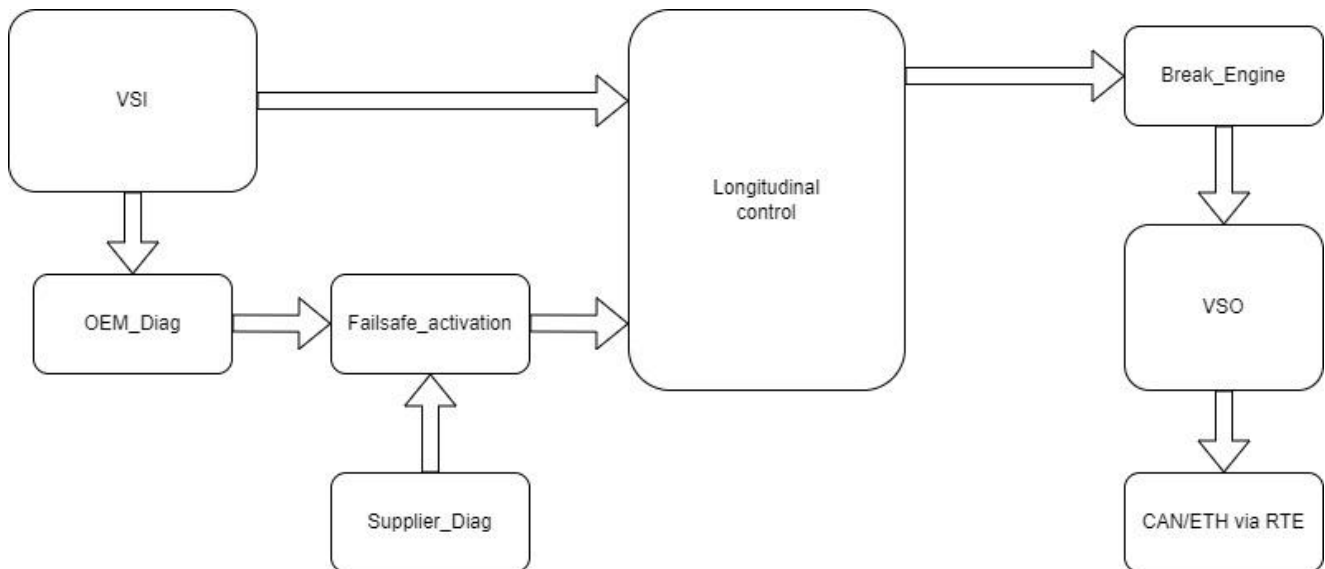 VSI
Longitudinal
control
Break_Engine
OEM_Diag
Failsafe_activation
VSO
Supplier_Diag
CAN/ETH via RTE